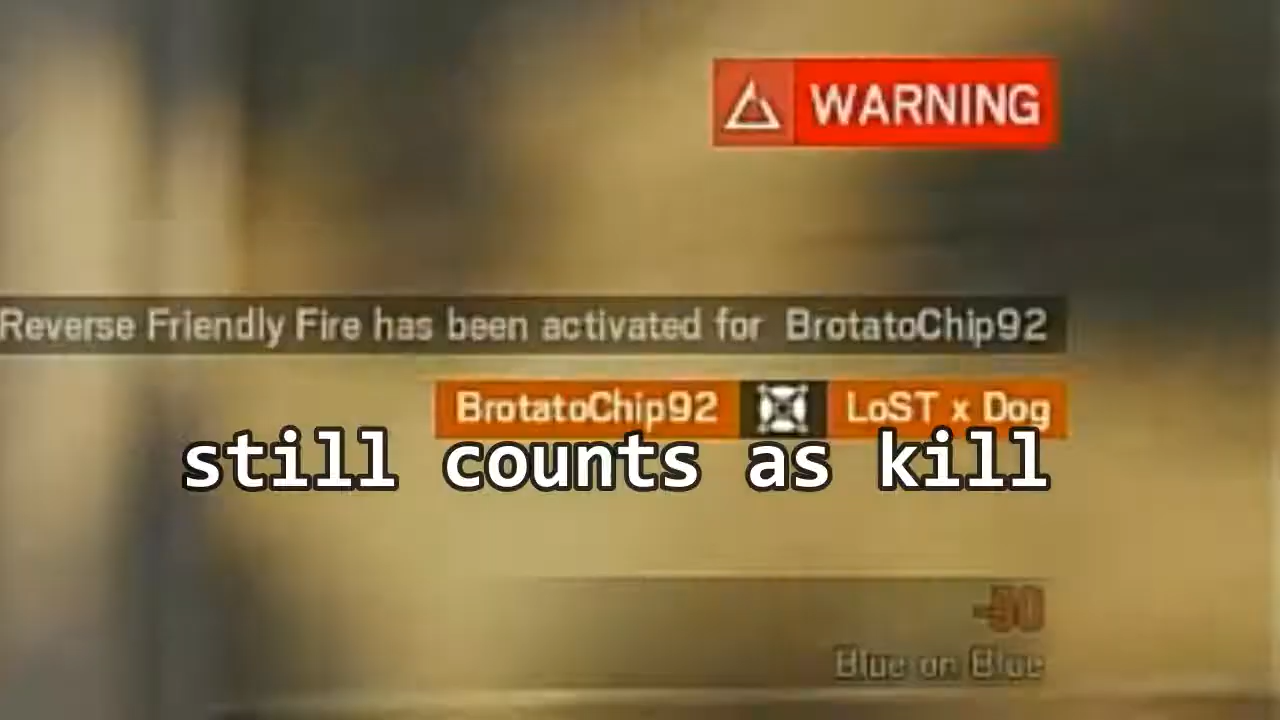 WARNING
Reverse Friendly Fire has been activated for BrotatoChip92
BrotatoChip92 LoST x Dog
still counts as kill
Blue on Blue